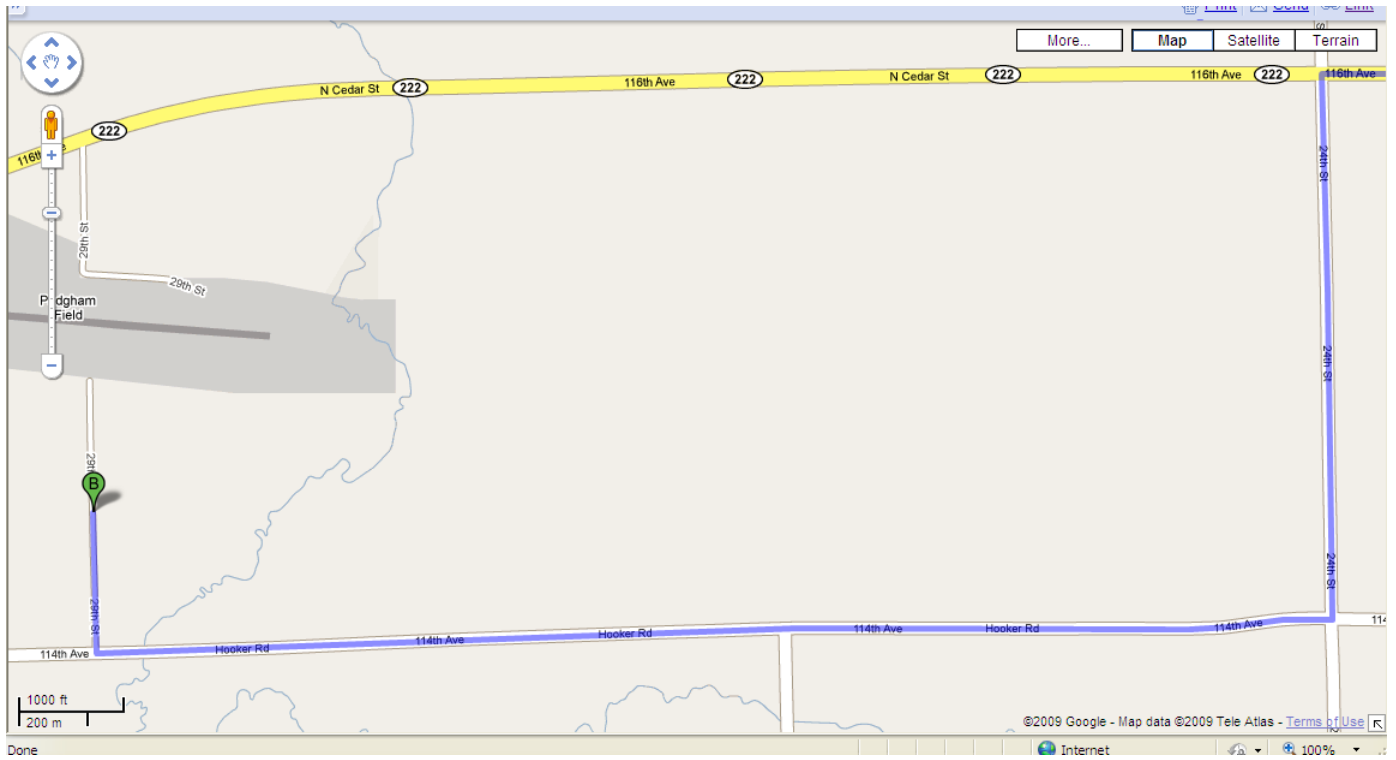 Print Send Link
More... Map Satellite Terrain
S
N Cedar St 222 116th Ave 222 N Cedar St 222 116th Ave 222 116th Ave
222
116th Ave
24th St
29th St
29th St
P dgham
Field
24th St
29th
B
24th St
29th St
114th Ave Hooker Rd 114th Ave Hooker Rd 114th Ave Hooker Rd 114th Ave 114
1000 ft
200 m
©2009 Google - Map data ©2009 Tele Atlas - Terms of Use
Done Internet 100%